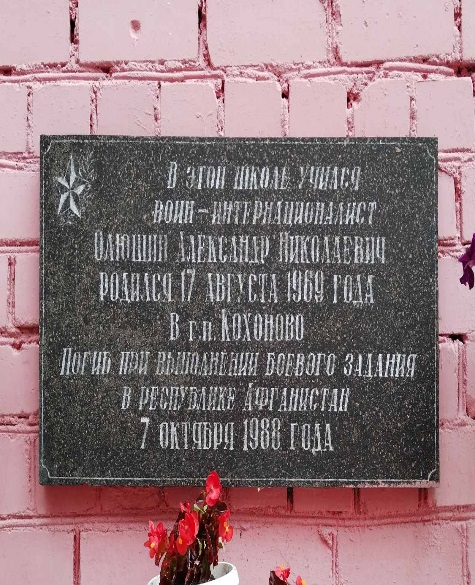 В этой школе учился
воин-интернационалист
Олюшин Александр Николаевич
родился 17 августа 1969 года
в г.п. Кохоново
Погиб при выполнении боевого задания
в республике Афганистан
7 октября 1988 года